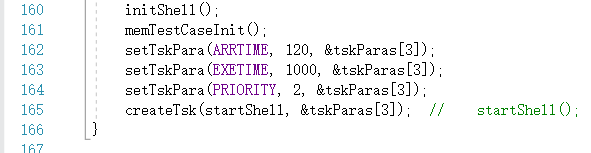 160 initShell();
161 memTestCaseInit();
162 setTskPara(ARRTIME, 120, &tskParas[3]);
163 setTskPara(EXETIME, 1000, &tskParas[3]);
164 setTskPara(PRIORITY, 2, &tskParas[3]);
165 createTsk(startShell, &tskParas[3]); // startShell();
166 }
167